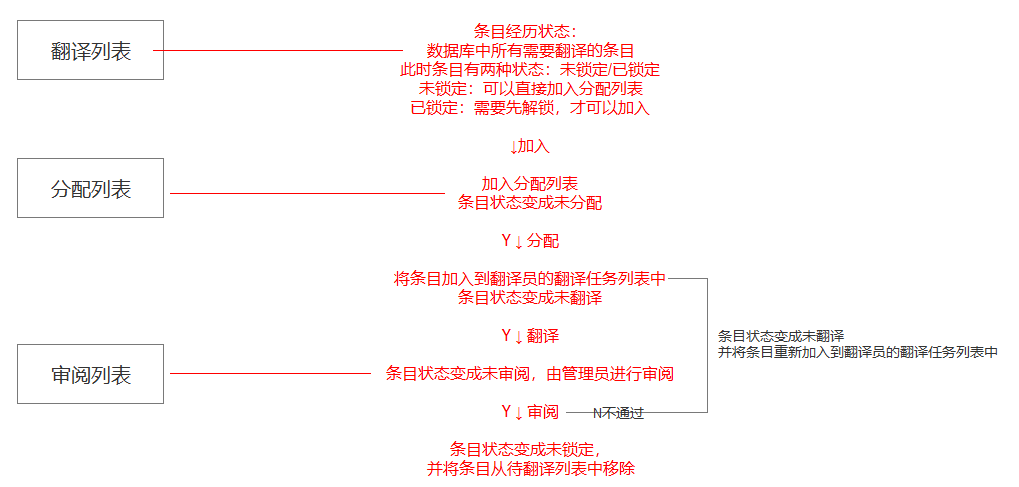 翻译列表
条目经历状态：
数据库中所有需要翻译的条目
此时条目有两种状态：未锁定/已锁定
未锁定：可以直接加入分配列表
已锁定：需要先解锁，才可以加入
↓加入
分配列表
加入分配列表
条目状态变成未分配
Y ↓ 分配
将条目加入到翻译员的翻译任务列表中
条目状态变成未翻译
Y ↓ 翻译
条目状态变成未翻译
并将条目重新加入到翻译员的翻译任务列表中
审阅列表
条目状态变成未审阅，由管理员进行审阅
Y ↓ 审阅
N不通过
条目状态变成未锁定，
并将条目从待翻译列表中移除